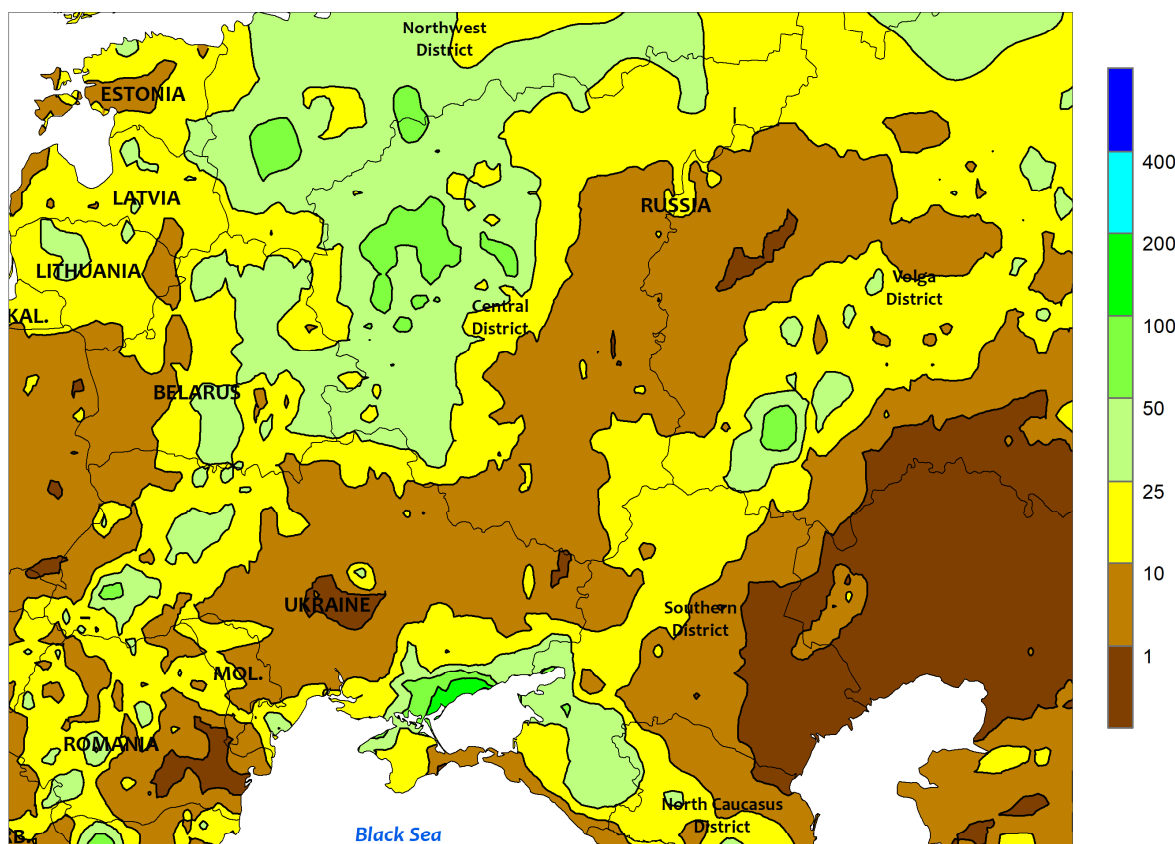 Northwest
District
ESTONIA
400
LATVIA
RUSSIA
200
LITHUANIA
Volga
District
KAL.
Central
District
100
BELARUS
50
25
10
UKRAINE
Southern
District
MOL.
1
ROMANIA
North Caucasus
District
Black Sea
B.